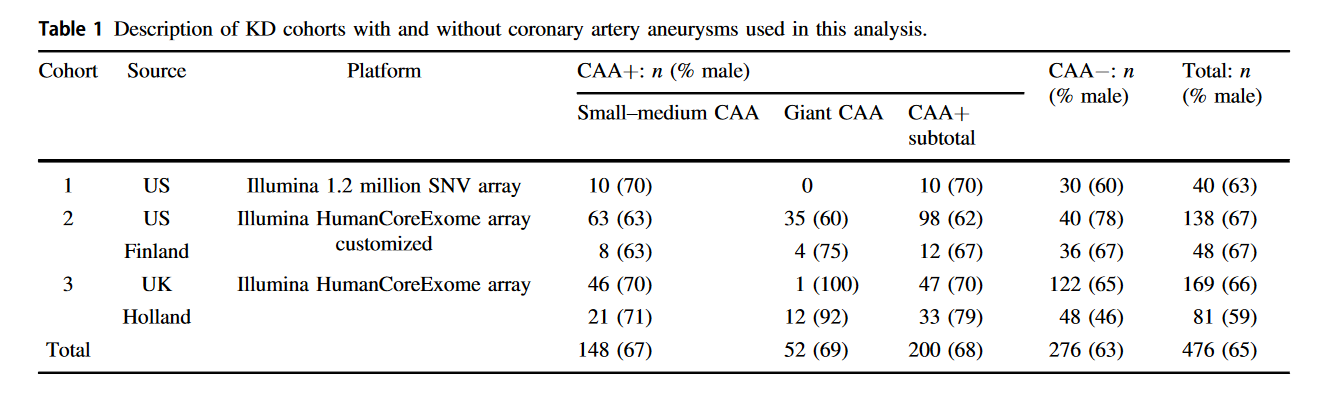 Table 1 Description of KD cohorts with and without coronary artery aneurysms used in this analysis.
Cohort Source Platform CAA+: n (% male) CAA−: n (% male) Total: n (% male)
Small–medium CAA Giant CAA CAA+ subtotal
1 US Illumina 1.2 million SNV array 10 (70) 0 10 (70) 30 (60) 40 (63)
2 US Illumina HumanCoreExome array customized 63 (63) 35 (60) 98 (62) 40 (78) 138 (67)
Finland 8 (63) 4 (75) 12 (67) 36 (67) 48 (67)
3 UK Illumina HumanCoreExome array 46 (70) 1 (100) 47 (70) 122 (65) 169 (66)
Holland 21 (71) 12 (92) 33 (79) 48 (46) 81 (59)
Total 148 (67) 52 (69) 200 (68) 276 (63) 476 (65)